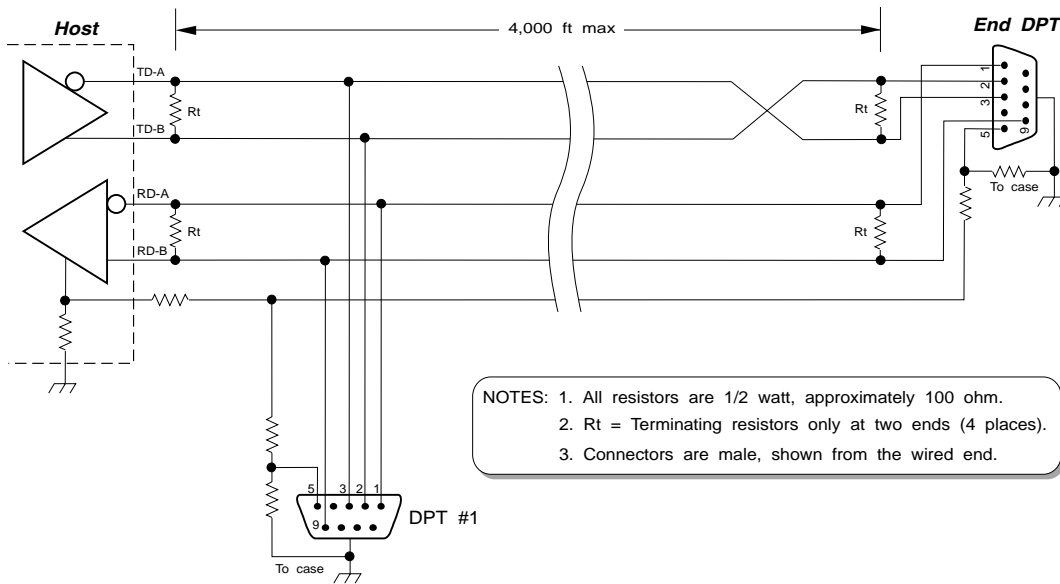 Host
4,000 ft max
End DPT
TD-A
Rt
TD-B
Rt
1
2
3
5
9
To case
RD-A
Rt
RD-B
Rt
NOTES: 1. All resistors are 1/2 watt, approximately 100 ohm.
2. Rt = Terminating resistors only at two ends (4 places).
3. Connectors are male, shown from the wired end.
5 3 2 1
9
DPT #1
To case